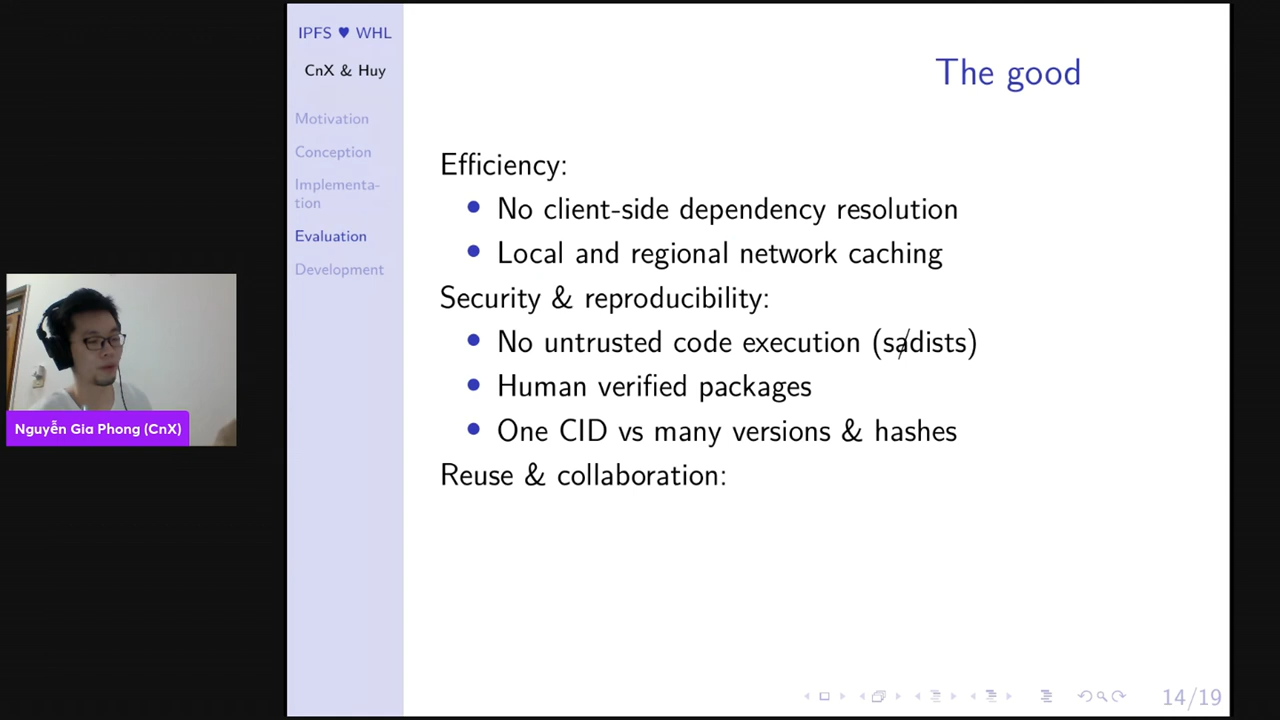 IPFS ♥ WHL
CnX & Huy
Motivation
Conception
Implementa-
tion
Evaluation
Development
The good
Efficiency:
• No client-side dependency resolution
• Local and regional network caching
Security & reproducibility:
• No untrusted code execution (sadists)
• Human verified packages
• One CID vs many versions & hashes
Reuse & collaboration:
14/19
Nguyễn Gia Phong (CnX)